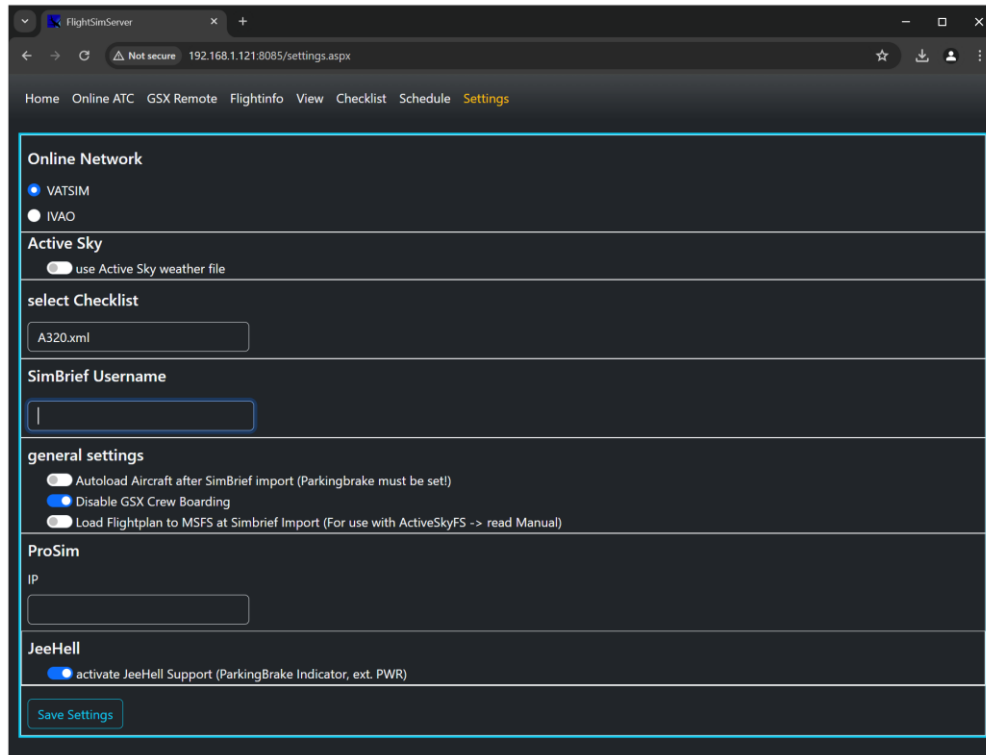 FlightSimServer
Not secure 192.168.1.121:8085/settings.aspx
Home Online ATC GSX Remote Flightinfo View Checklist Schedule Settings
Online Network
VATSIM
IVAO
Active Sky
use Active Sky weather file
select Checklist
A320.xml
SimBrief Username
general settings
Autoload Aircraft after SimBrief import (Parkingbrake must be set!)
Disable GSX Crew Boarding
Load Flightplan to MSFS at Simbrief Import (For use with ActiveSkyFS -> read Manual)
ProSim
IP
JeeHell
activate JeeHell Support (ParkingBrake Indicator, ext. PWR)
Save Settings